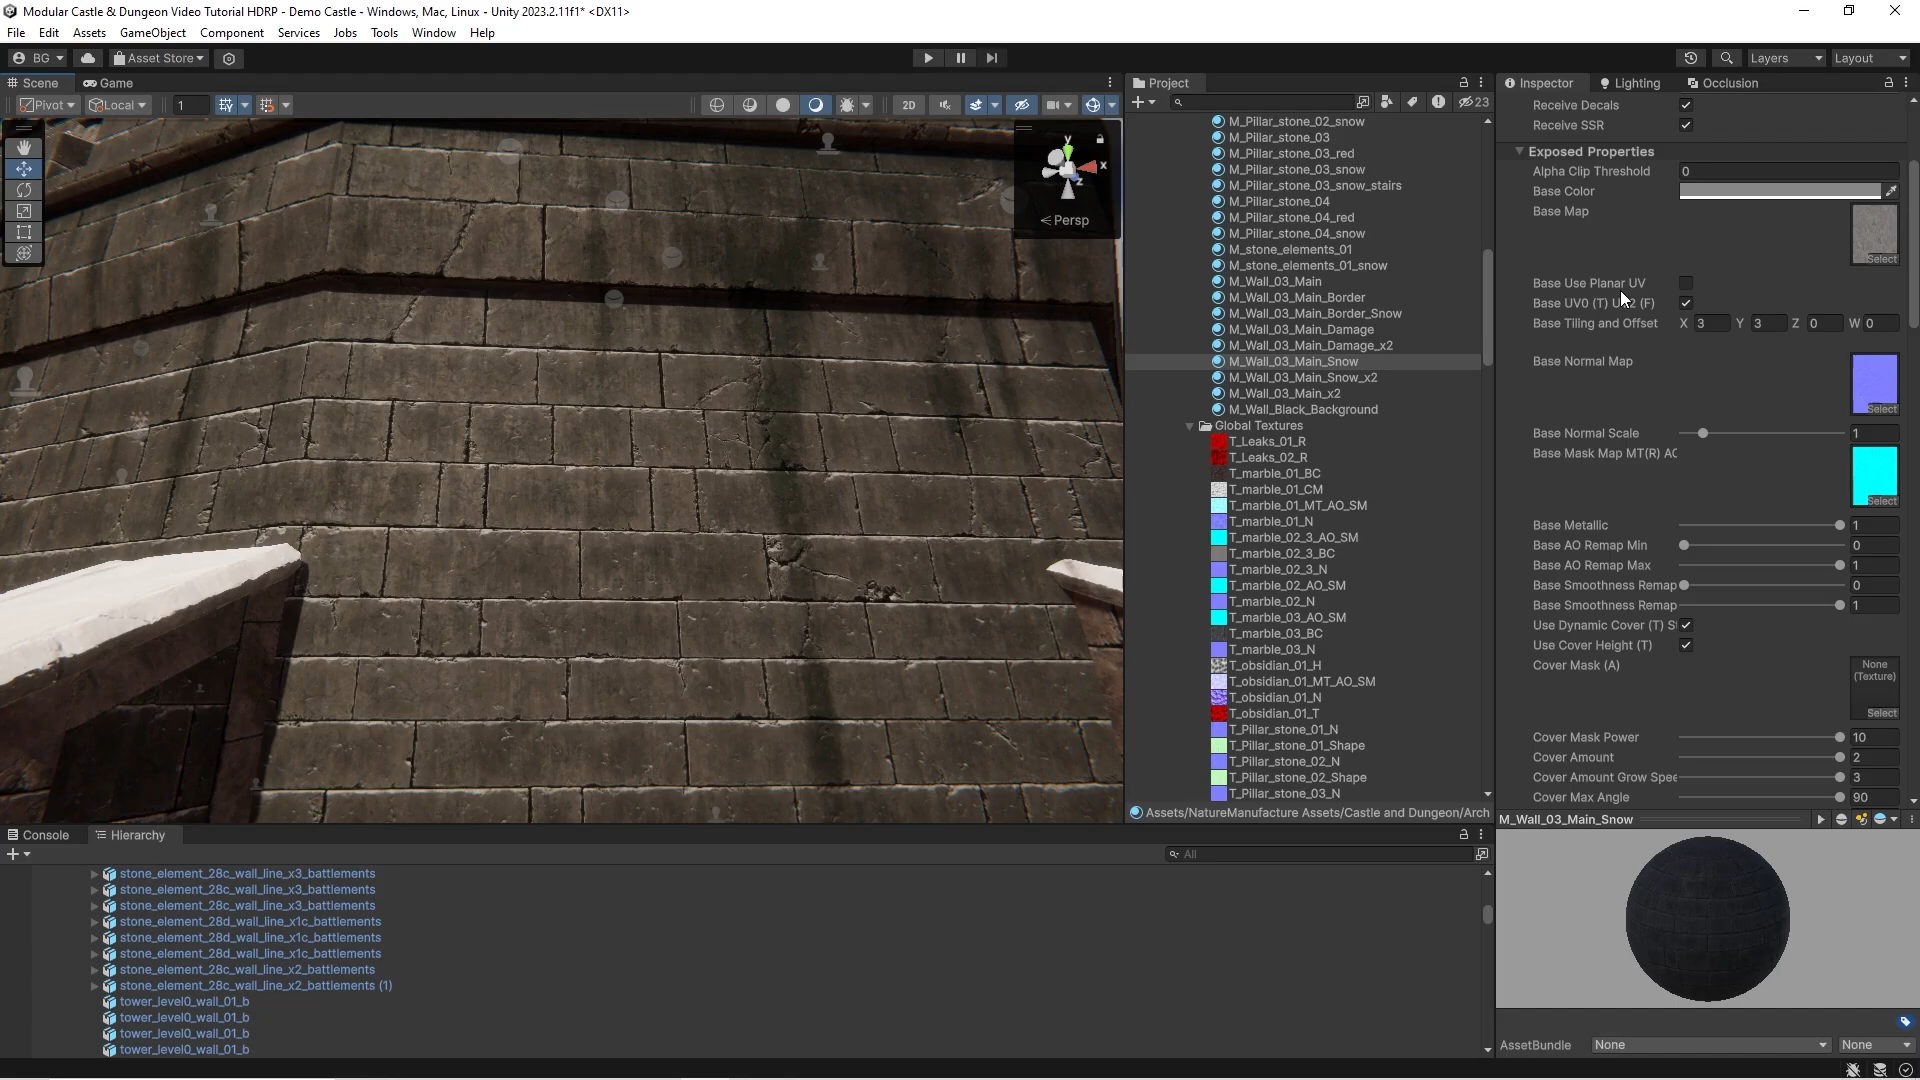 Modular Castle & Dungeon Video Tutorial HDRP - Demo Castle - Windows, Mac, Linux - Unity 2023.2.11f1* <DX11>
File Edit Assets GameObject Component Services Jobs Tools Window Help
BG Asset Store Layers Layout
Scene Game
Pivot Local 1 2D
y
x
z
Persp
Project
23
M_Pillar_stone_02_snow
M_Pillar_stone_03
M_Pillar_stone_03_red
M_Pillar_stone_03_snow
M_Pillar_stone_03_snow_stairs
M_Pillar_stone_04
M_Pillar_stone_04_red
M_Pillar_stone_04_snow
M_stone_elements_01
M_stone_elements_01_snow
M_Wall_03_Main
M_Wall_03_Main_Border
M_Wall_03_Main_Border_Snow
M_Wall_03_Main_Damage
M_Wall_03_Main_Damage_x2
M_Wall_03_Main_Snow
M_Wall_03_Main_Snow_x2
M_Wall_03_Main_x2
M_Wall_Black_Background
Global Textures
T_Leaks_01_R
T_Leaks_02_R
T_marble_01_BC
T_marble_01_CM
T_marble_01_MT_AO_SM
T_marble_01_N
T_marble_02_3_AO_SM
T_marble_02_3_BC
T_marble_02_3_N
T_marble_02_AO_SM
T_marble_02_N
T_marble_03_AO_SM
T_marble_03_BC
T_marble_03_N
T_obsidian_01_H
T_obsidian_01_MT_AO_SM
T_obsidian_01_N
T_obsidian_01_T
T_Pillar_stone_01_N
T_Pillar_stone_01_Shape
T_Pillar_stone_02_N
T_Pillar_stone_02_Shape
T_Pillar_stone_03_N
Assets/NatureManufacture Assets/Castle and Dungeon/Arch
Inspector Lighting Occlusion
Receive Decals
Receive SSR
Exposed Properties
Alpha Clip Threshold 0
Base Color
Base Map
Select
Base Use Planar UV
Base UV0 (T) U 2 (F)
Base Tiling and Offset X 3 Y 3 Z 0 W 0
Base Normal Map
Select
Base Normal Scale 1
Base Mask Map MT(R) AC
Select
Base Metallic 1
Base AO Remap Min 0
Base AO Remap Max 1
Base Smoothness Remap 0
Base Smoothness Remap 1
Use Dynamic Cover (T) S
Use Cover Height (T)
Cover Mask (A)
None
(Texture)
Select
Cover Mask Power 10
Cover Amount 2
Cover Amount Grow Spee 3
Cover Max Angle 90
M_Wall_03_Main_Snow
AssetBundle None None
Console Hierarchy
All
stone_element_28c_wall_line_x3_battlements
stone_element_28c_wall_line_x3_battlements
stone_element_28c_wall_line_x3_battlements
stone_element_28d_wall_line_x1c_battlements
stone_element_28d_wall_line_x1c_battlements
stone_element_28d_wall_line_x1c_battlements
stone_element_28c_wall_line_x2_battlements
stone_element_28c_wall_line_x2_battlements (1)
tower_level0_wall_01_b
tower_level0_wall_01_b
tower_level0_wall_01_b
tower_level0_wall_01_b